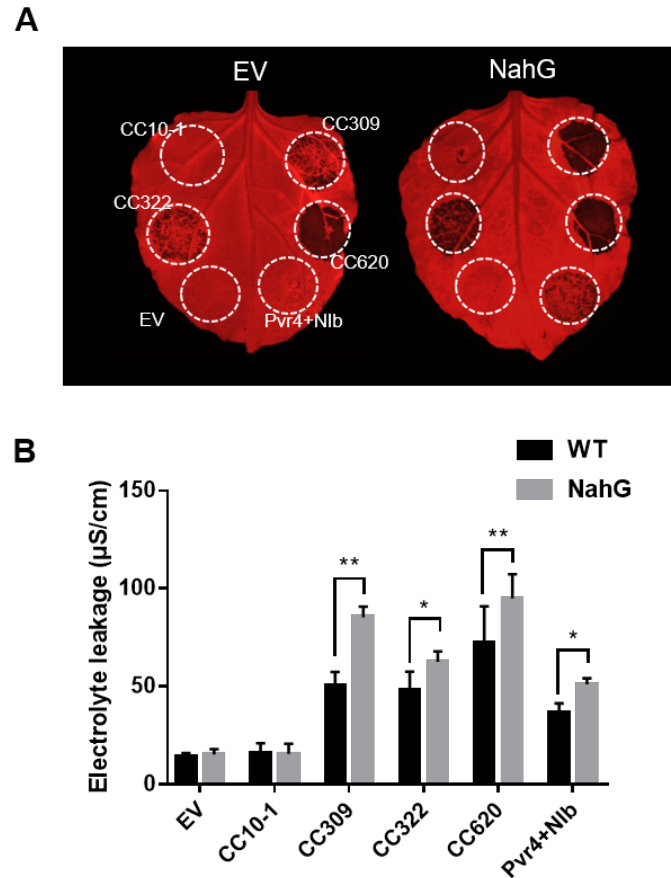 A
EV NahG
CC10-1 CC309
CC322
CC620
EV Pvr4+NIb
B
WT
NahG
Electrolyte leakage (µS/cm)
150
**
**
100
*
*
50
0
EV CC10-1 CC309 CC322 CC620 Pvr4+NIb